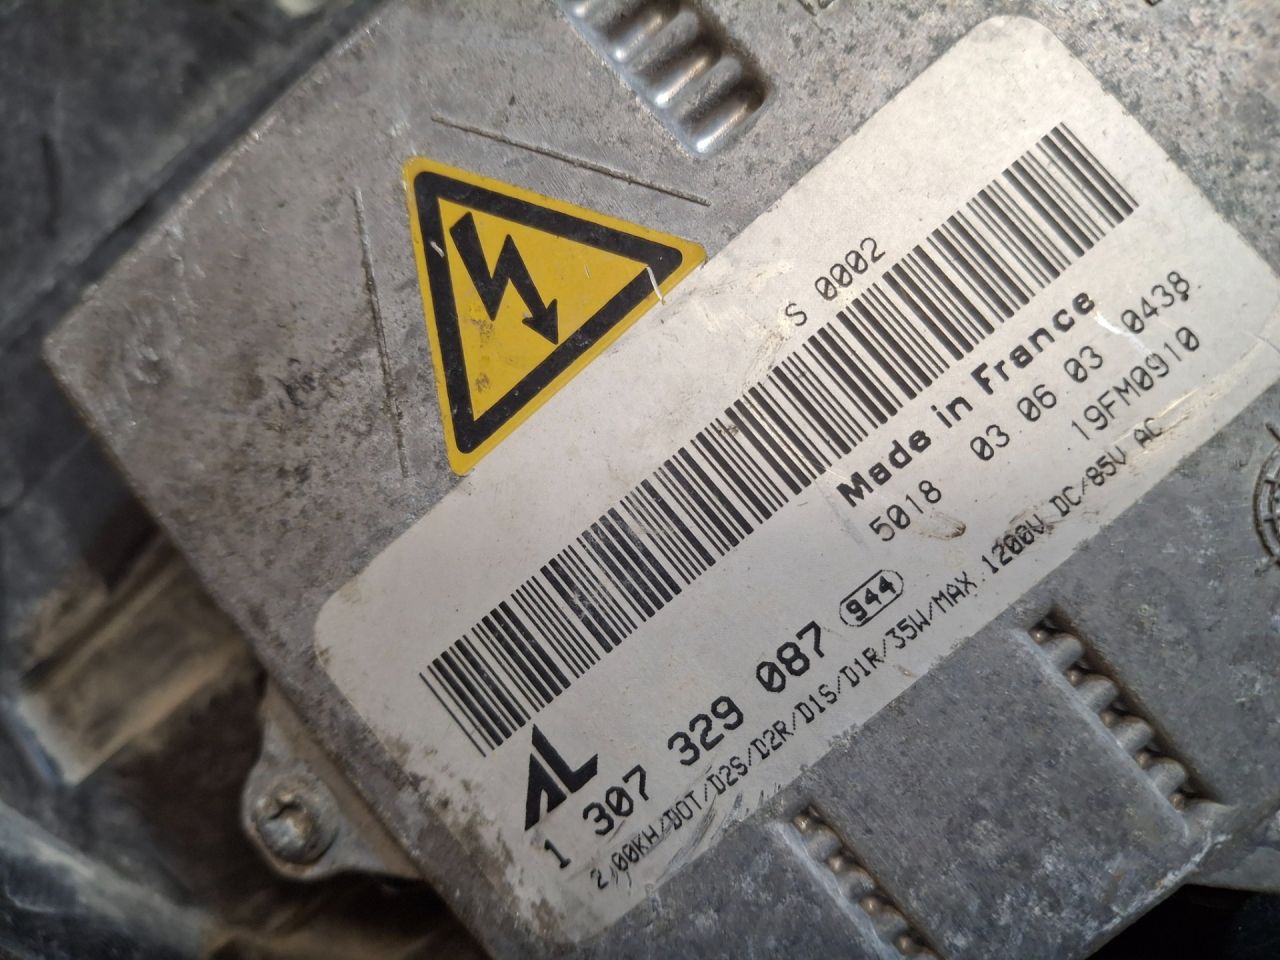 S 0002
Made in France
5018 03 06 03 0438
19FM0910
AL
1 307 329 087 944
2,00KH/DOT/D2S/D2R/D1S/D1R/35W/MAX.1200V DC/85V AC